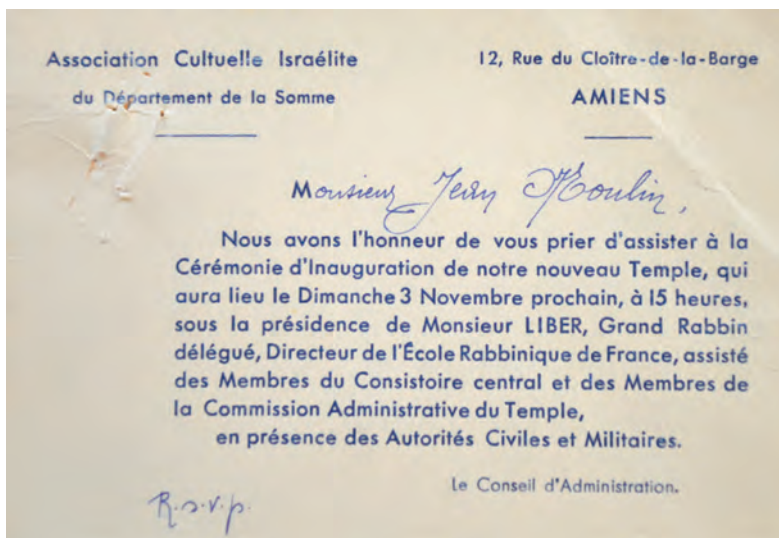 Association Cultuelle Israélite
du Département de la Somme
12, Rue du Cloître-de-la-Barge
AMIENS
Monsieur Jean Moulin,
Nous avons l'honneur de vous prier d'assister à la
Cérémonie d'Inauguration de notre nouveau Temple, qui
aura lieu le Dimanche 3 Novembre prochain, à 15 heures,
sous la présidence de Monsieur LIBER, Grand Rabbin
délégué, Directeur de l'École Rabbinique de France, assisté
des Membres du Consistoire central et des Membres de
la Commission Administrative du Temple,
en présence des Autorités Civiles et Militaires.
Le Conseil d'Administration.
R.s.v.p.